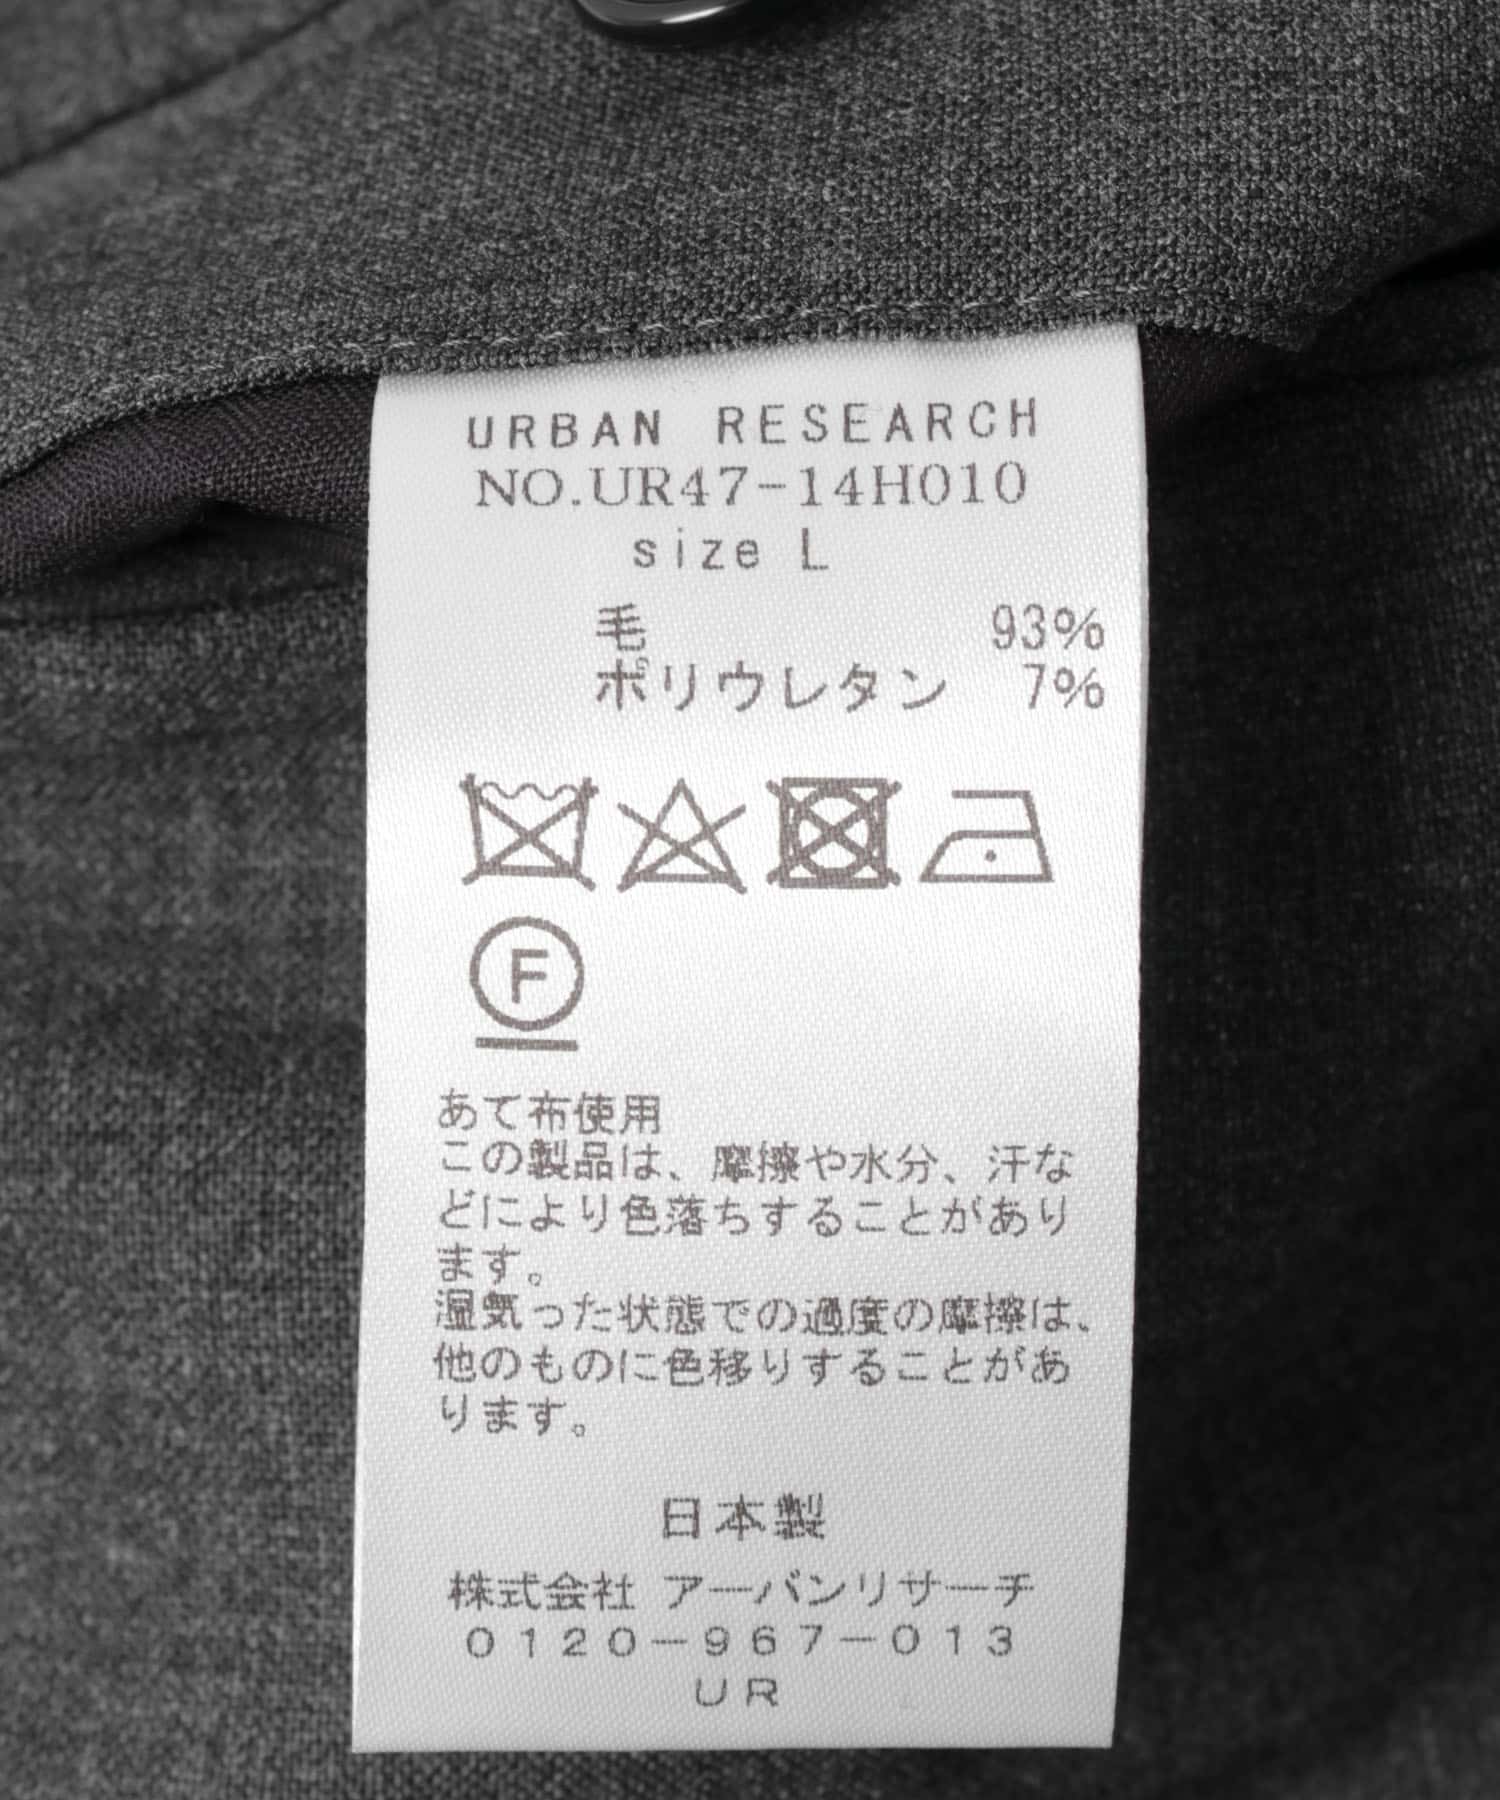 URBAN RESEARCH
NO.UR47-14H010
size L
毛 93%
ポリウレタン 7%
F
あて布使用
この製品は、摩擦や水分、汗な
どにより色落ちすることがあり
ます。
湿気った状態での過度の摩擦は、
他のものに色移りすることがあ
ります。
日本製
株式会社 アーバンリサーチ
0120-967-013
UR